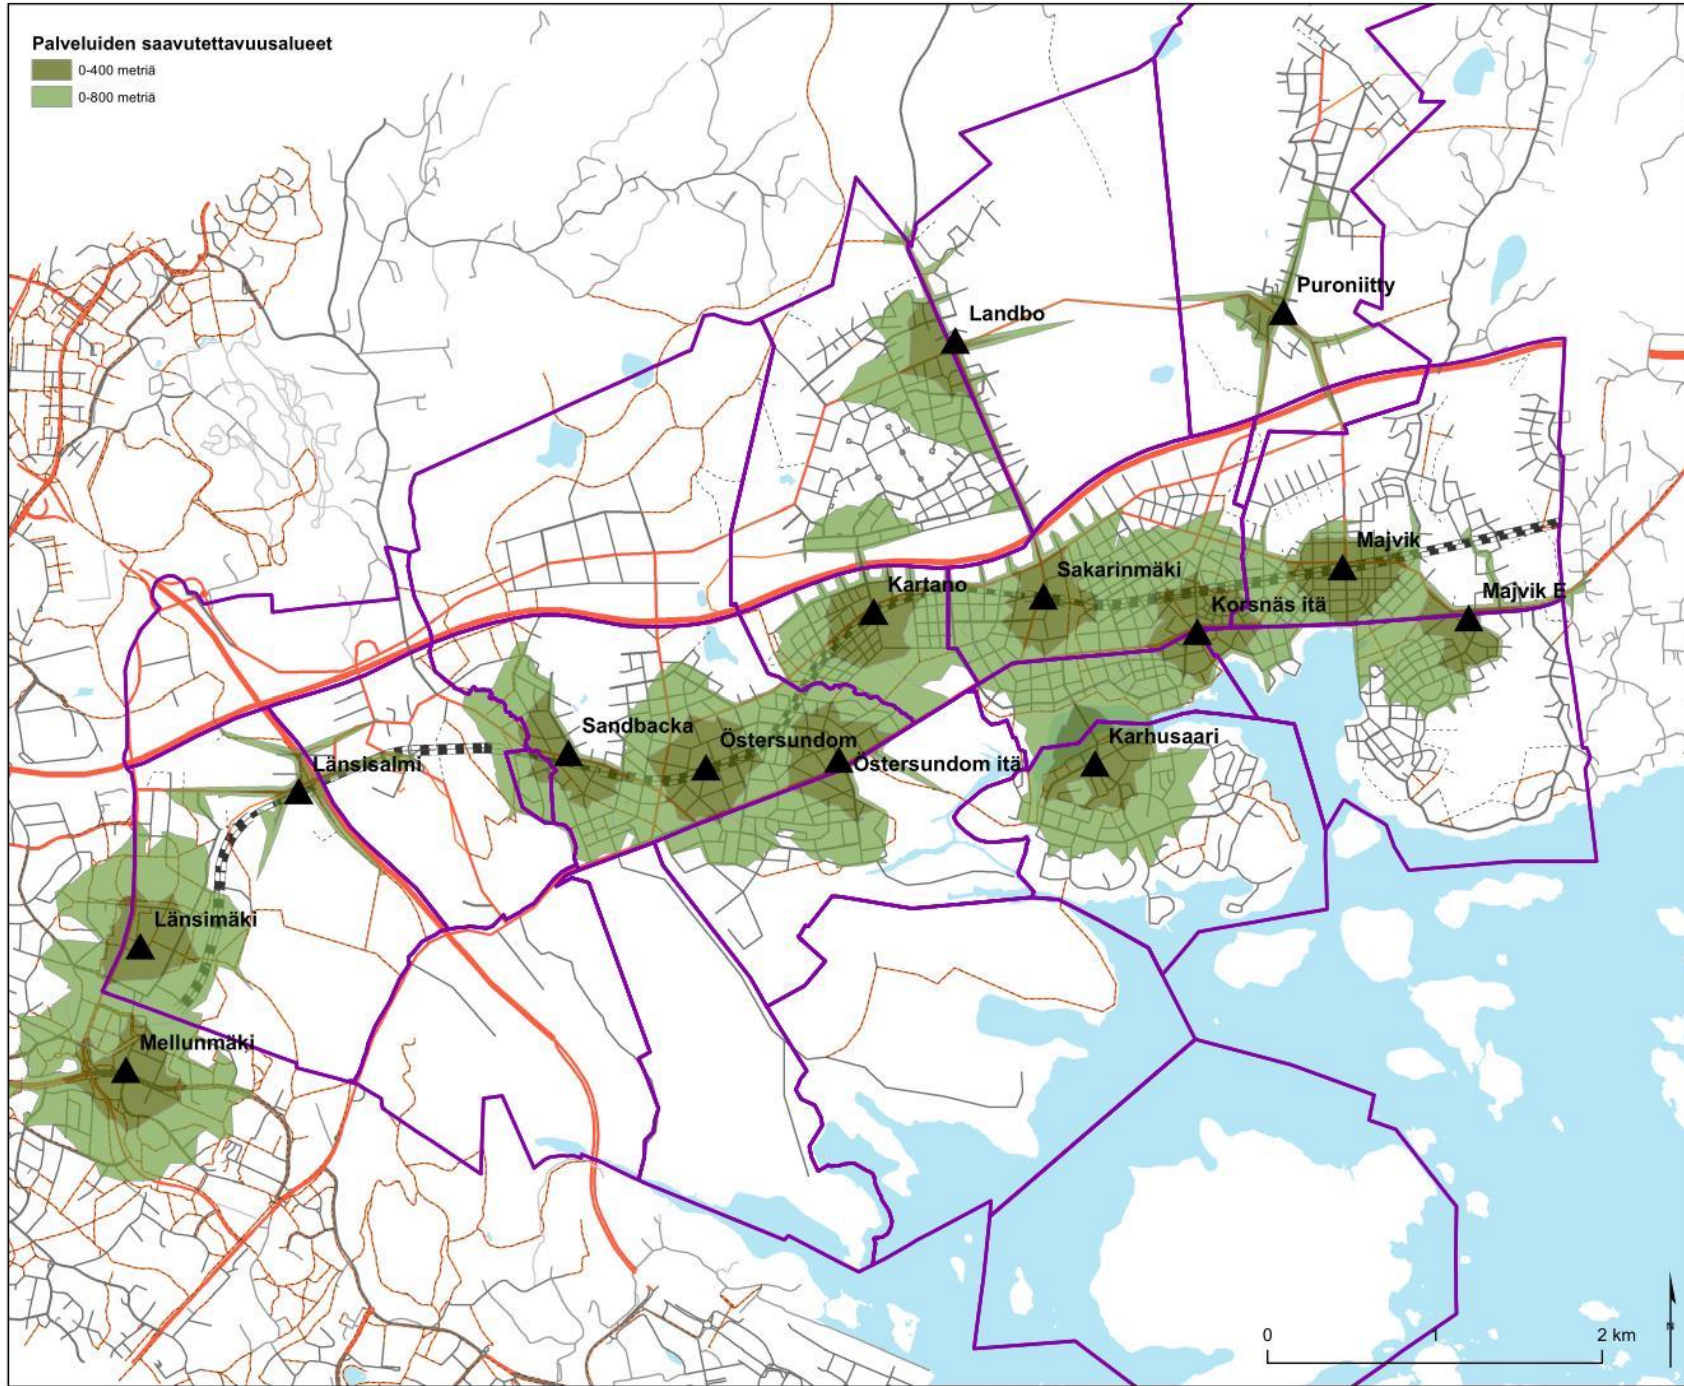 Palveluiden saavutettavuusalueet
0-400 metriä
0-800 metriä
Puroniitty
Landbo
Majvik
Sakarinmäki
Kartano
Majvik E
Korsnäs itä
Sandbacka
Karhusaari
Östersundom
Östersundom itä
Länsisalmi
Länsimäki
Mellunmäki
0 1 2 km
N